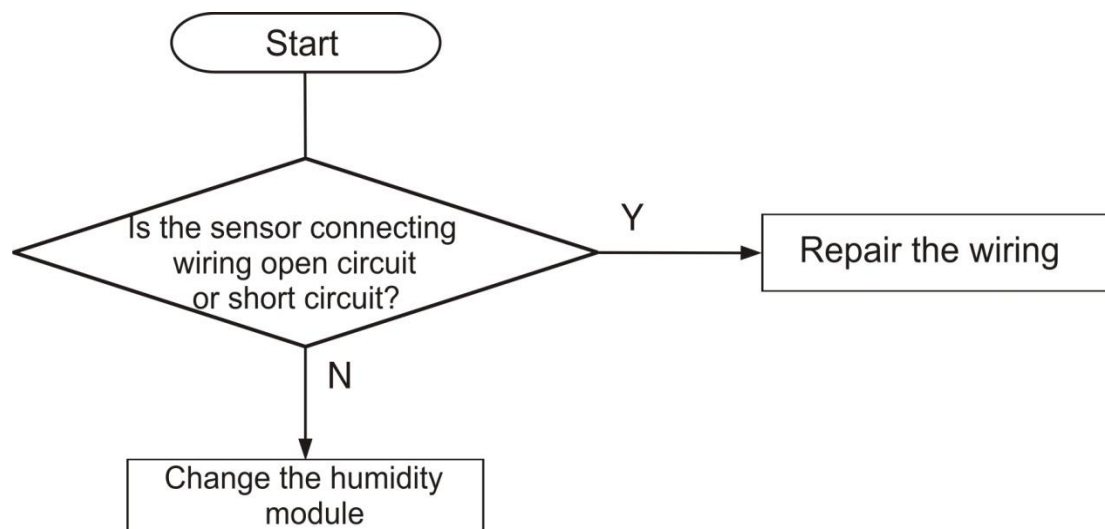 Start
Is the sensor connecting
wiring open circuit
or short circuit?
Y
Repair the wiring
N
Change the humidity
module